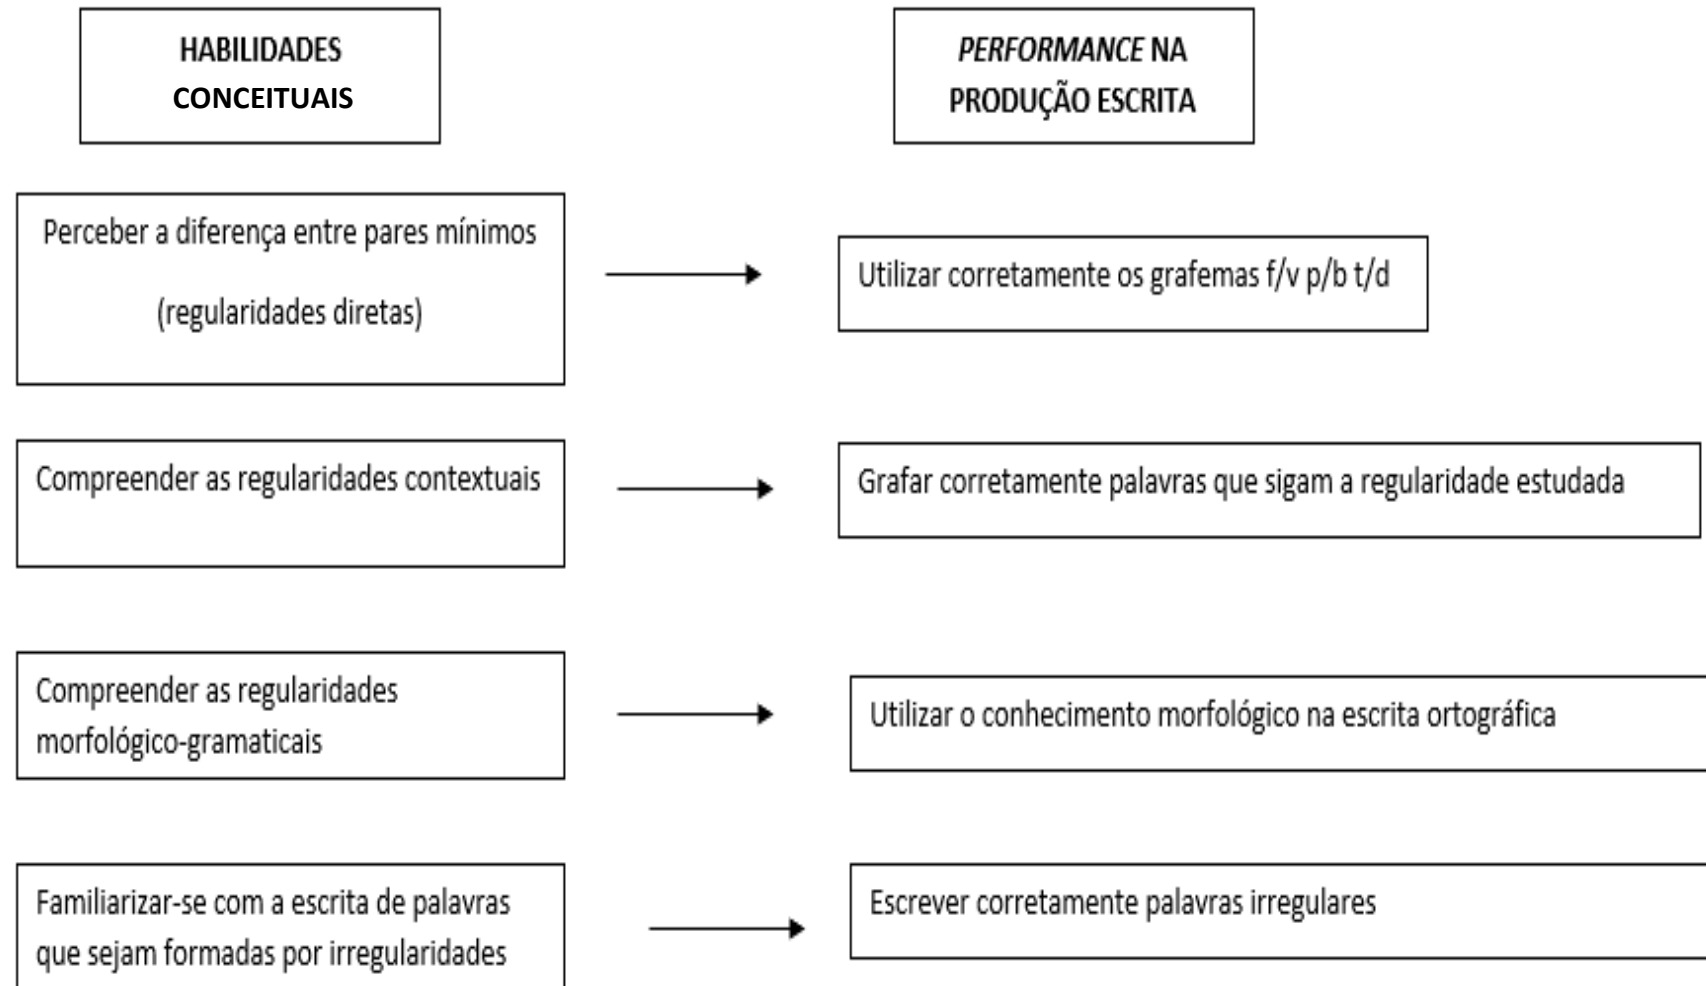 HABILIDADES
CONCEITUAIS
PERFORMANCE NA
PRODUÇÃO ESCRITA
Perceber a diferença entre pares mínimos
(regularidades diretas)
Utilizar corretamente os grafemas f/v p/b t/d
Compreender as regularidades contextuais
Grafar corretamente palavras que sigam a regularidade estudada
Compreender as regularidades
morfológico-gramaticais
Utilizar o conhecimento morfológico na escrita ortográfica
Familiarizar-se com a escrita de palavras
que sejam formadas por irregularidades
Escrever corretamente palavras irregulares